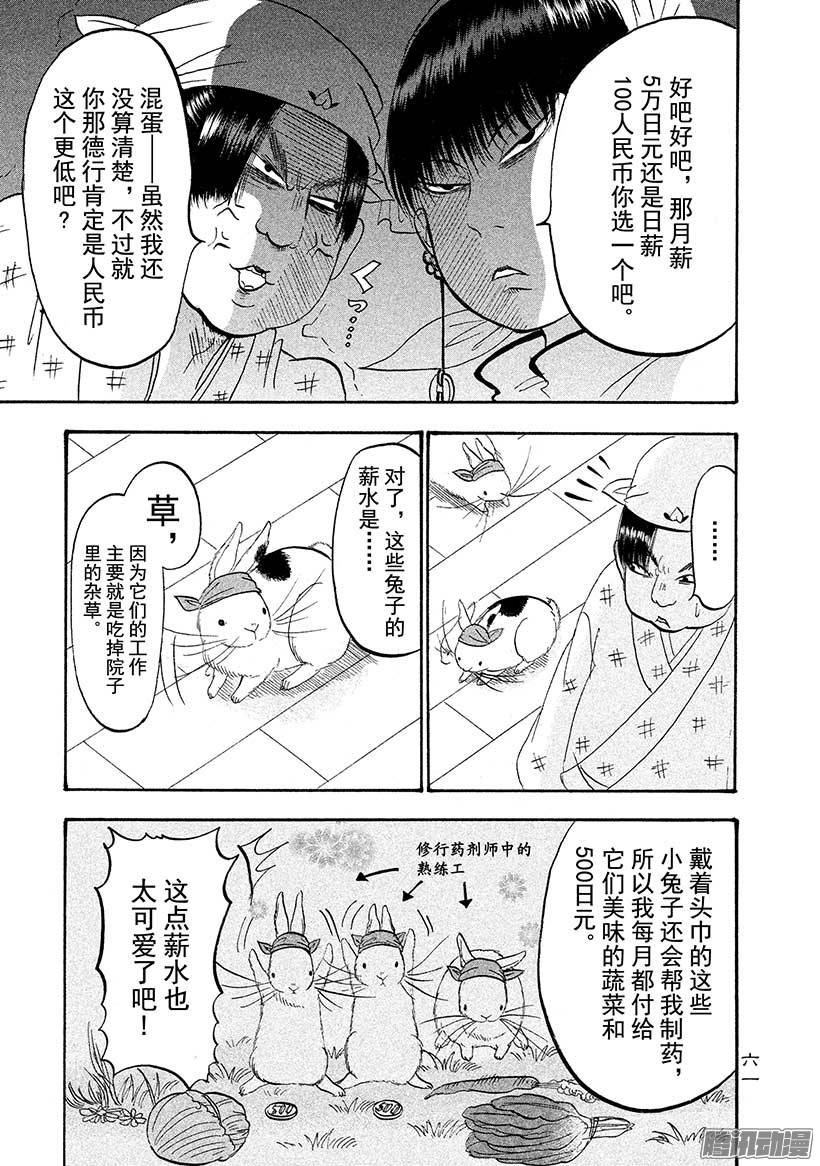 好吧好吧，那月薪
5万日元还是日薪
100人民币你选一个吧。
くっ…
混蛋——虽然我还
没算清楚，不过就
你那德行肯定是人民币
这个更低吧？
……
对了，这些兔子的
薪水是……
草，
因为它们的工作
主要就是吃掉院子
里的杂草。
戴着头巾的这些
小兔子还会帮我制药，
所以我每月都付给
它们美味的蔬菜和
500日元。
修行药剂师中的
熟练工
500
500
这点薪水也
太可爱了吧！
六一
腾讯动漫